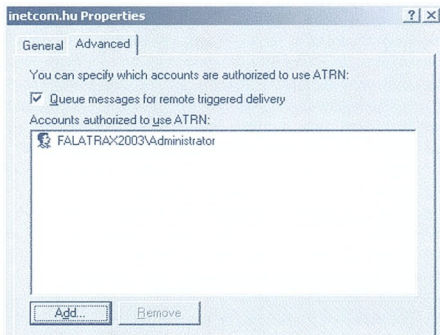 inetcom.hu Properties
General Advanced
You can specify which accounts are authorized to use ATRN:
Queue messages for remote triggered delivery
Accounts authorized to use ATRN:
FALATRAX2003\Administrator
Add... Remove